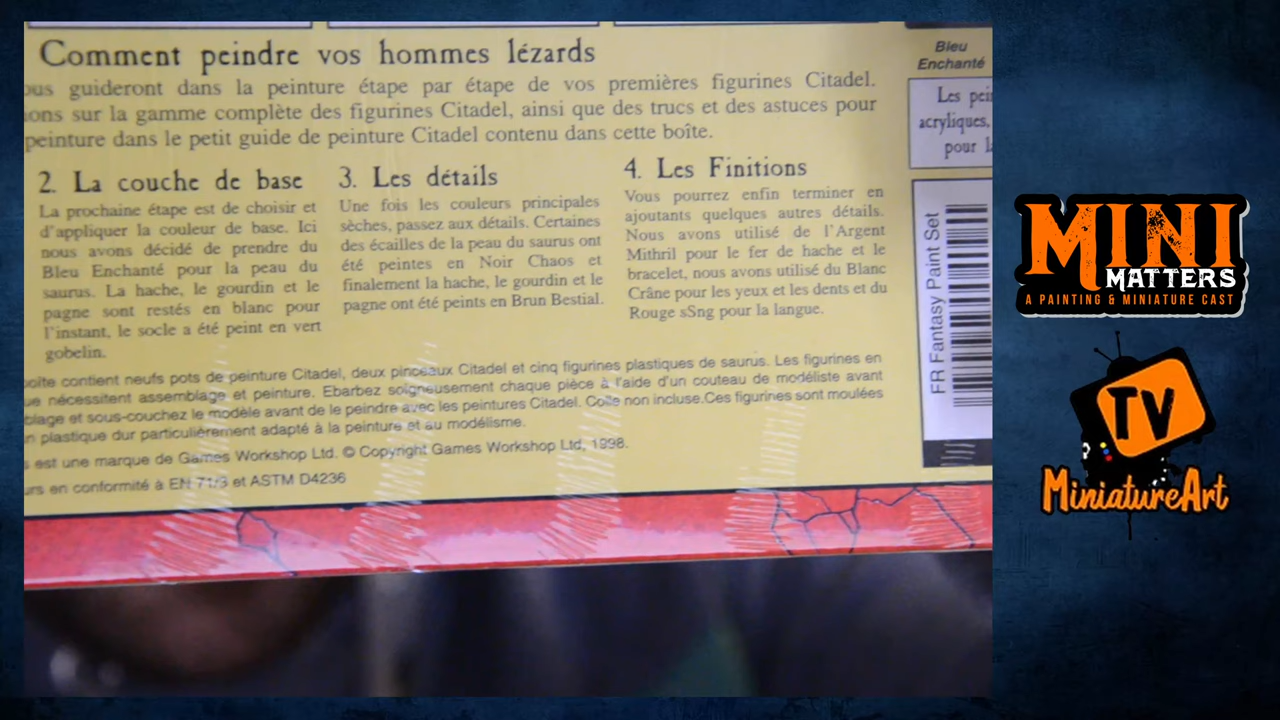 Comment peindre vos hommes lézards
guideront dans la peinture étape par étape de vos premières figurines Citadel.
sur la gamme complète des figurines Citadel, ainsi que des trucs et des astuces pour
peinture dans le petit guide de peinture Citadel contenu dans cette boîte.
2. La couche de base
La prochaine étape est de choisir et
d'appliquer la couleur de base. Ici
nous avons décidé de prendre du
Bleu Enchanté pour la peau du
saurus. La hache, le gourdin et le
pagne sont restés en blanc pour
l'instant, le socle a été peint en vert
gobelin.
3. Les détails
Une fois les couleurs principales
sèches, passez aux détails. Certaines
des écailles de la peau du saurus ont
été peintes en Noir Chaos et
finalement la hache, le gourdin et le
pagne ont été peints en Brun Bestial.
4. Les Finitions
Vous pourrez enfin terminer en
ajoutants quelques autres détails.
Nous avons utilisé de l'Argent
Mithril pour le fer de hache et le
bracelet, nous avons utilisé du Blanc
Crâne pour les yeux et les dents et du
Rouge sSng pour la langue.
contient neufs pots de peinture Citadel, deux pinceaux Citadel et cinq figurines plastiques de saurus. Les figurines en
nécessitent assemblage et peinture. Ebarbez soigneusement chaque pièce à l'aide d'un couteau de modéliste avant
et sous-couchez le modèle avant de le peindre avec les peintures Citadel. Colle non incluse.Ces figurines sont moulées
plastique dur particulièrement adapté à la peinture et au modélisme.
est une marque de Games Workshop Ltd. © Copyright Games Workshop Ltd, 1998.
en conformité à EN 71/3 et ASTM D4236
Bleu
Enchanté
Les
acryliques,
pour
FR Fantasy Paint Set
MINI
MATTERS
A PAINTING & MINIATURE CAST
TV
MiniatureArt